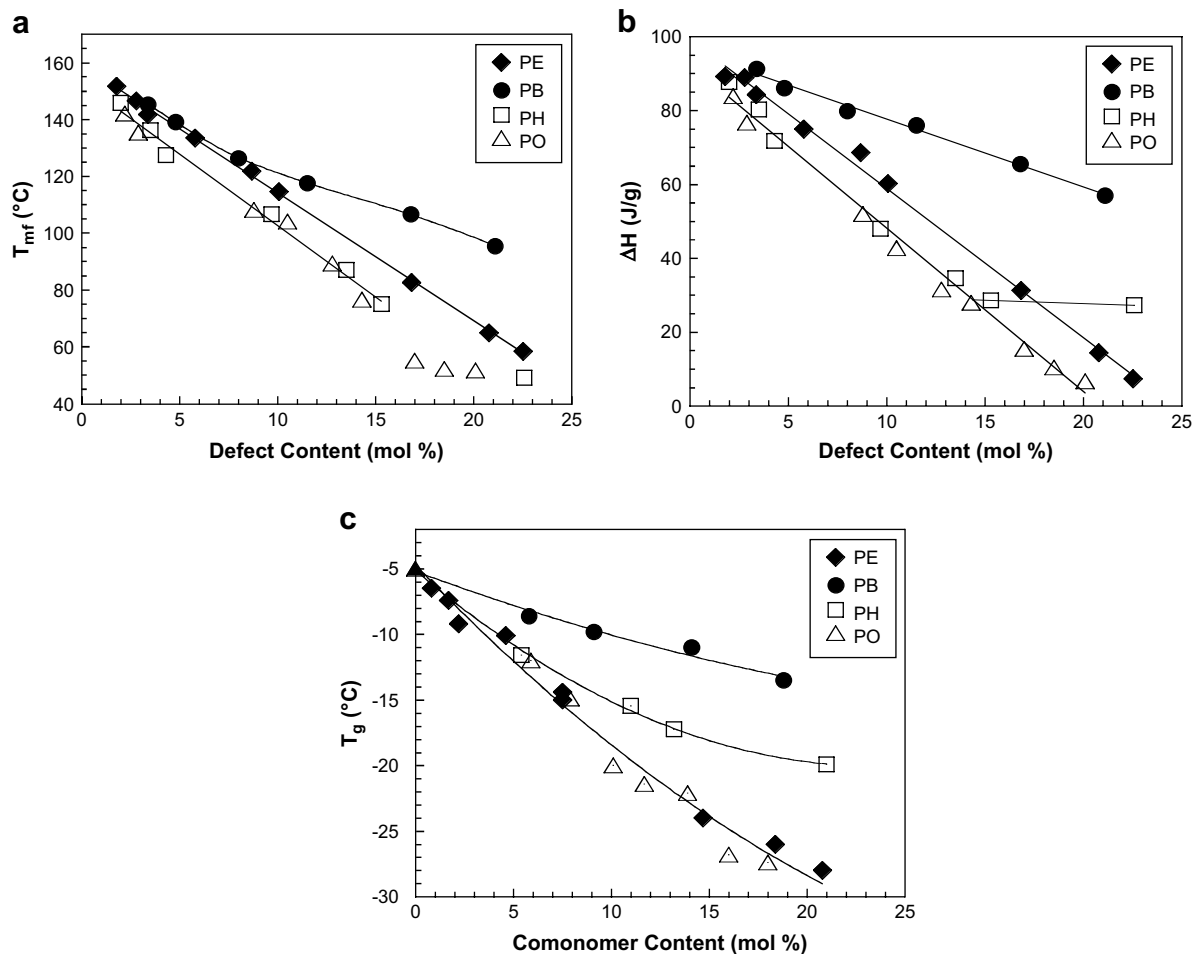 a
160
140
120
100
80
60
40
T_mf (°C)
0 5 10 15 20 25
Defect Content (mol %)
PE
PB
PH
PO
b
100
80
60
40
20
0
ΔH (J/g)
0 5 10 15 20 25
Defect Content (mol %)
PE
PB
PH
PO
c
-5
-10
-15
-20
-25
-30
T_g (°C)
0 5 10 15 20 25
Comonomer Content (mol %)
PE
PB
PH
PO